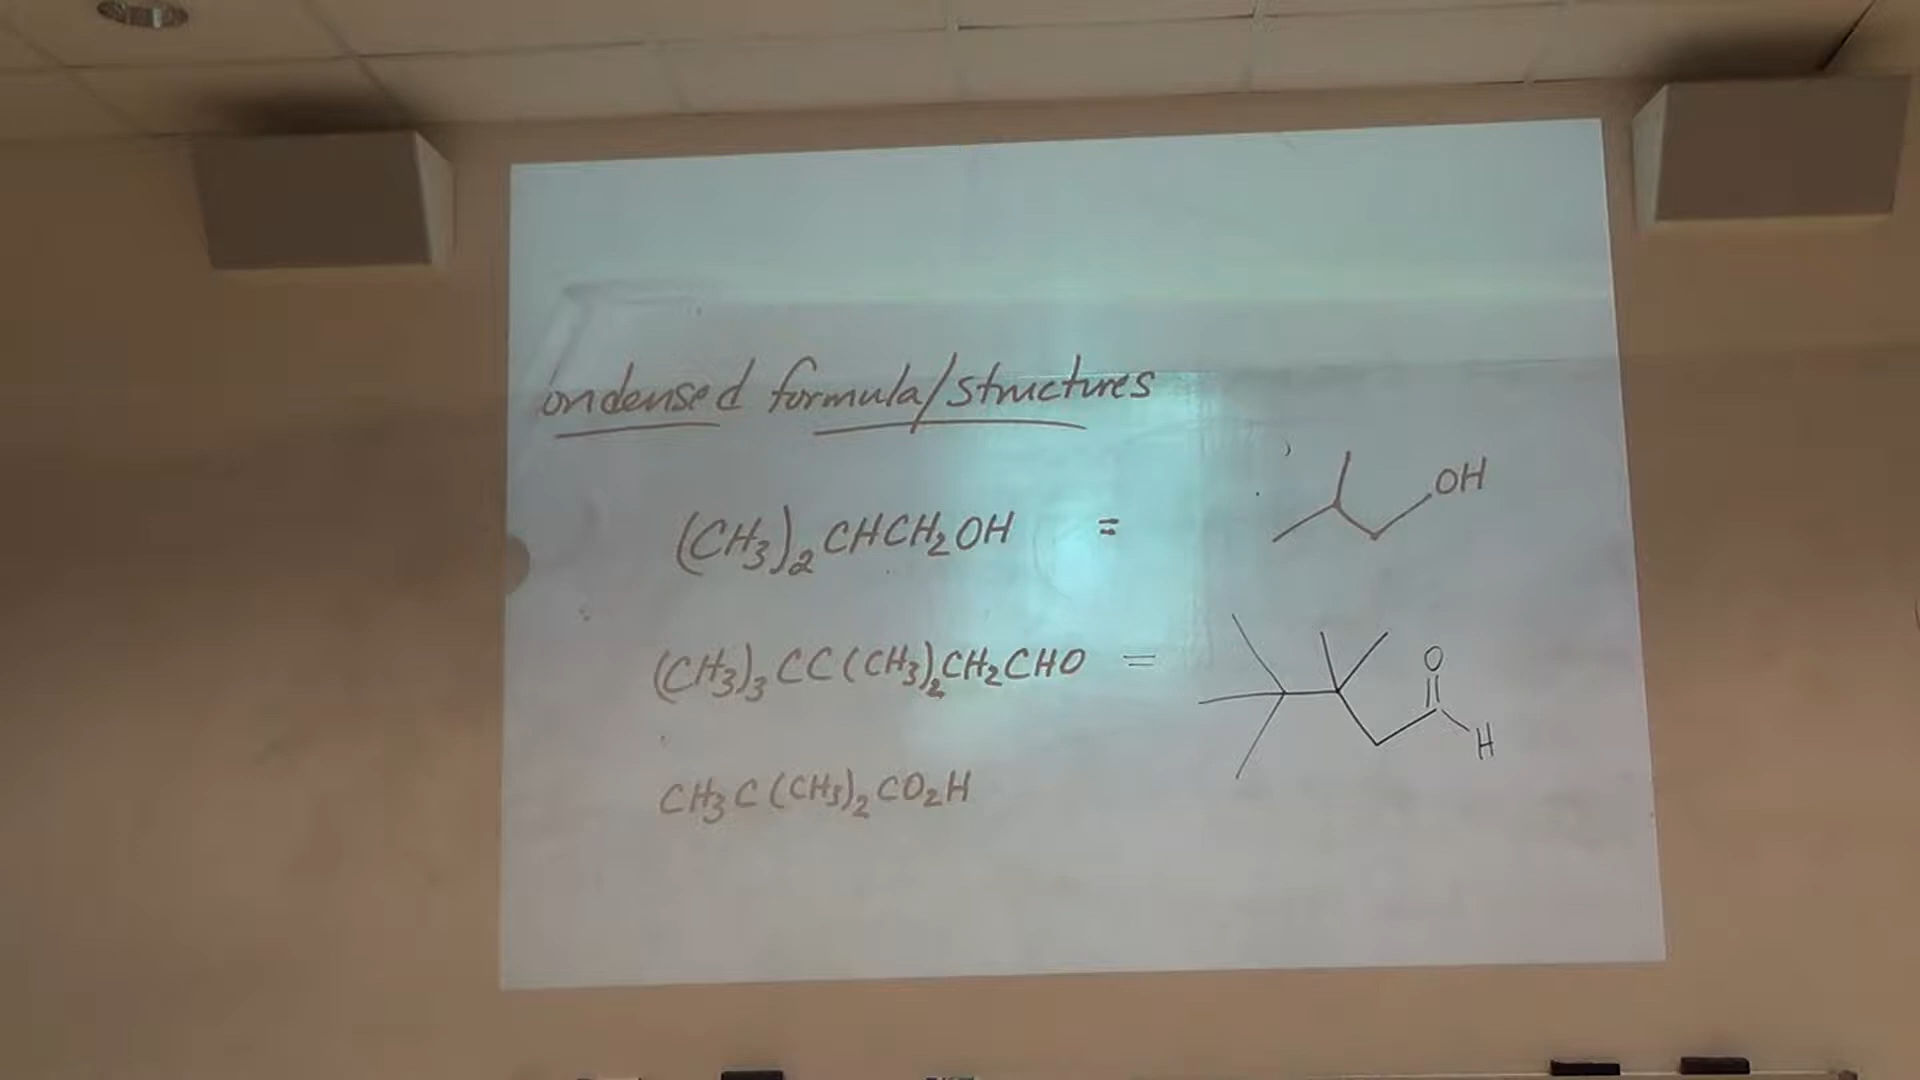 ondensed formula/structures
(CH3)2CHCH2OH = OH
(CH3)3CC(CH3)2CH2CHO = O H
CH3C(CH3)2CO2H